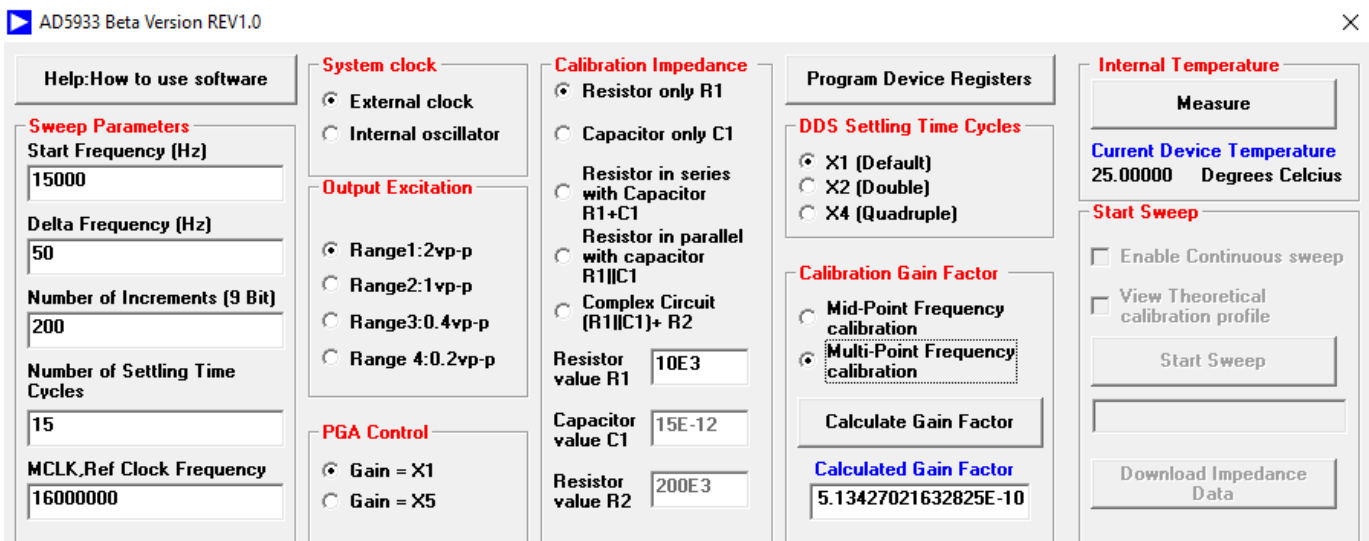 AD5933 Beta Version REV1.0
Help:How to use software
Sweep Parameters
Start Frequency (Hz)
15000
Delta Frequency (Hz)
50
Number of Increments (9 Bit)
200
Number of Settling Time
Cycles
15
MCLK,Ref Clock Frequency
16000000
System clock
External clock
Internal oscillator
Output Excitation
Range1:2vp-p
Range2:1vp-p
Range3:0.4vp-p
Range 4:0.2vp-p
PGA Control
Gain = X1
Gain = X5
Calibration Impedance
Resistor only R1
Capacitor only C1
Resistor in series
with Capacitor
R1+C1
Resistor in parallel
with capacitor
R1||C1
Complex Circuit
(R1||C1)+ R2
Resistor
value R1
10E3
Capacitor
value C1
15E-12
Resistor
value R2
200E3
Program Device Registers
DDS Settling Time Cycles
X1 (Default)
X2 (Double)
X4 (Quadruple)
Calibration Gain Factor
Mid-Point Frequency
calibration
Multi-Point Frequency
calibration
Calculate Gain Factor
Calculated Gain Factor
5.13427021632825E-10
Internal Temperature
Measure
Current Device Temperature
25.00000 Degrees Celcius
Start Sweep
Enable Continuous sweep
View Theoretical
calibration profile
Start Sweep
Download Impedance
Data